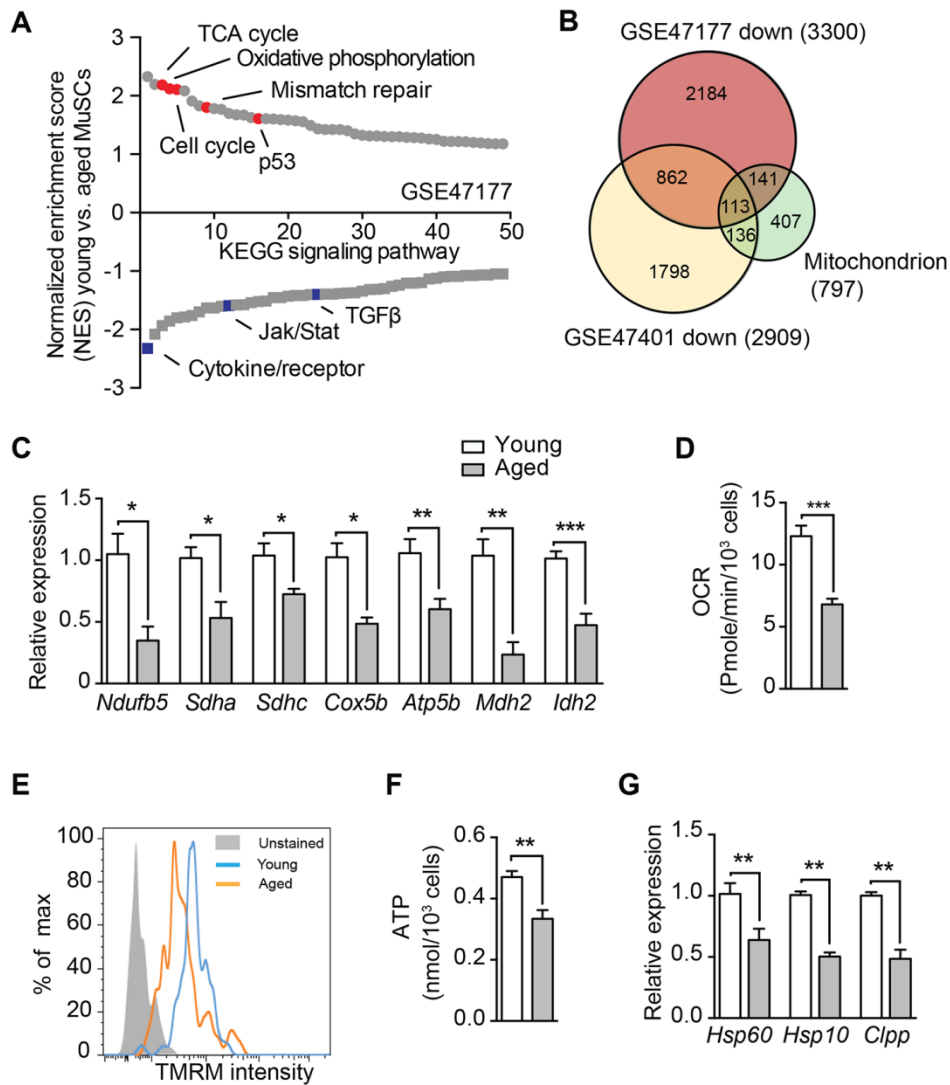 A
Normalized enrichment score
(NES) young vs. aged MuSCs
3
2
1
0
-1
-2
-3
TCA cycle
Oxidative phosphorylation
Mismatch repair
Cell cycle
p53
GSE47177
10 20 30 40 50
KEGG signaling pathway
TGFβ
Jak/Stat
Cytokine/receptor
B
GSE47177 down (3300)
2184
862
141
113
407
136
1798
Mitochondrion
(797)
GSE47401 down (2909)
C
Young
Aged
Relative expression
1.5
1.0
0.5
0
* * * * ** ** ***
Ndufb5 Sdha Sdhc Cox5b Atp5b Mdh2 Idh2
D
OCR
(Pmole/min/10³ cells)
15
10
5
0
***
E
% of max
100
80
60
40
20
0
Unstained
Young
Aged
TMRM intensity
F
ATP
(nmol/10³ cells)
0.6
0.4
0.2
0.0
**
G
Relative expression
1.5
1.0
0.5
0
** ** **
Hsp60 Hsp10 Clpp